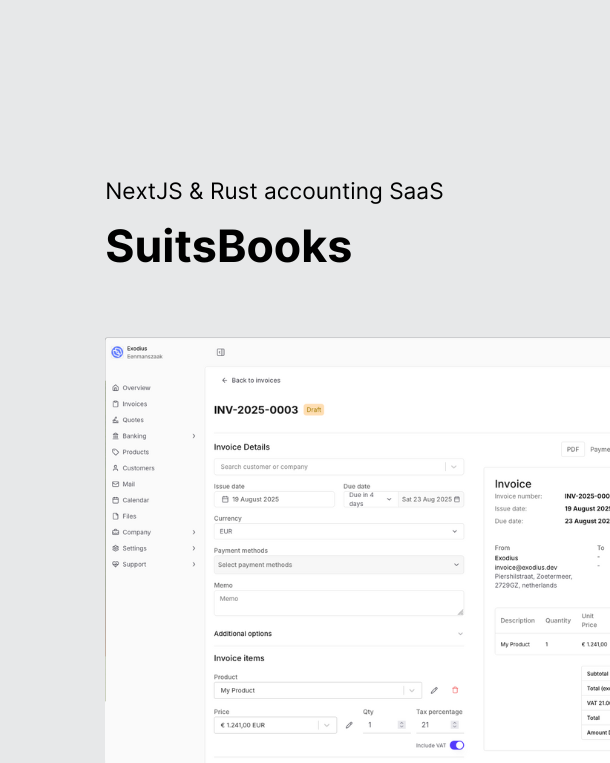 NextJS & Rust accounting SaaS
SuitsBooks
Exodius
Eenmanszaak
Overview
Invoices
Quotes
Banking
Products
Customers
Mail
Calendar
Files
Company
Settings
Support
Back to invoices
INV-2025-0003 Draft
Invoice Details
Search customer or company
Issue date Due date
19 August 2025 Due in 4 days Sat 23 Aug 2025
Currency
EUR
Payment methods
Select payment methods
Memo
Memo
Additional options
Invoice items
Product
My Product
Price Qty Tax percentage
€ 1.241,00 EUR 1 21
Include VAT
PDF Payme
Invoice
Invoice number: INV-2025-000
Issue date: 19 August 2025
Due date: 23 August 202
From To
Exodius -
invoice@exodius.dev -
Piershilstraat, Zoetermeer,
2729GZ, netherlands
Description Quantity Unit Price
My Product 1 € 1.241,00
Subtotal
Total (exc
VAT 21.0
Total
Amount D